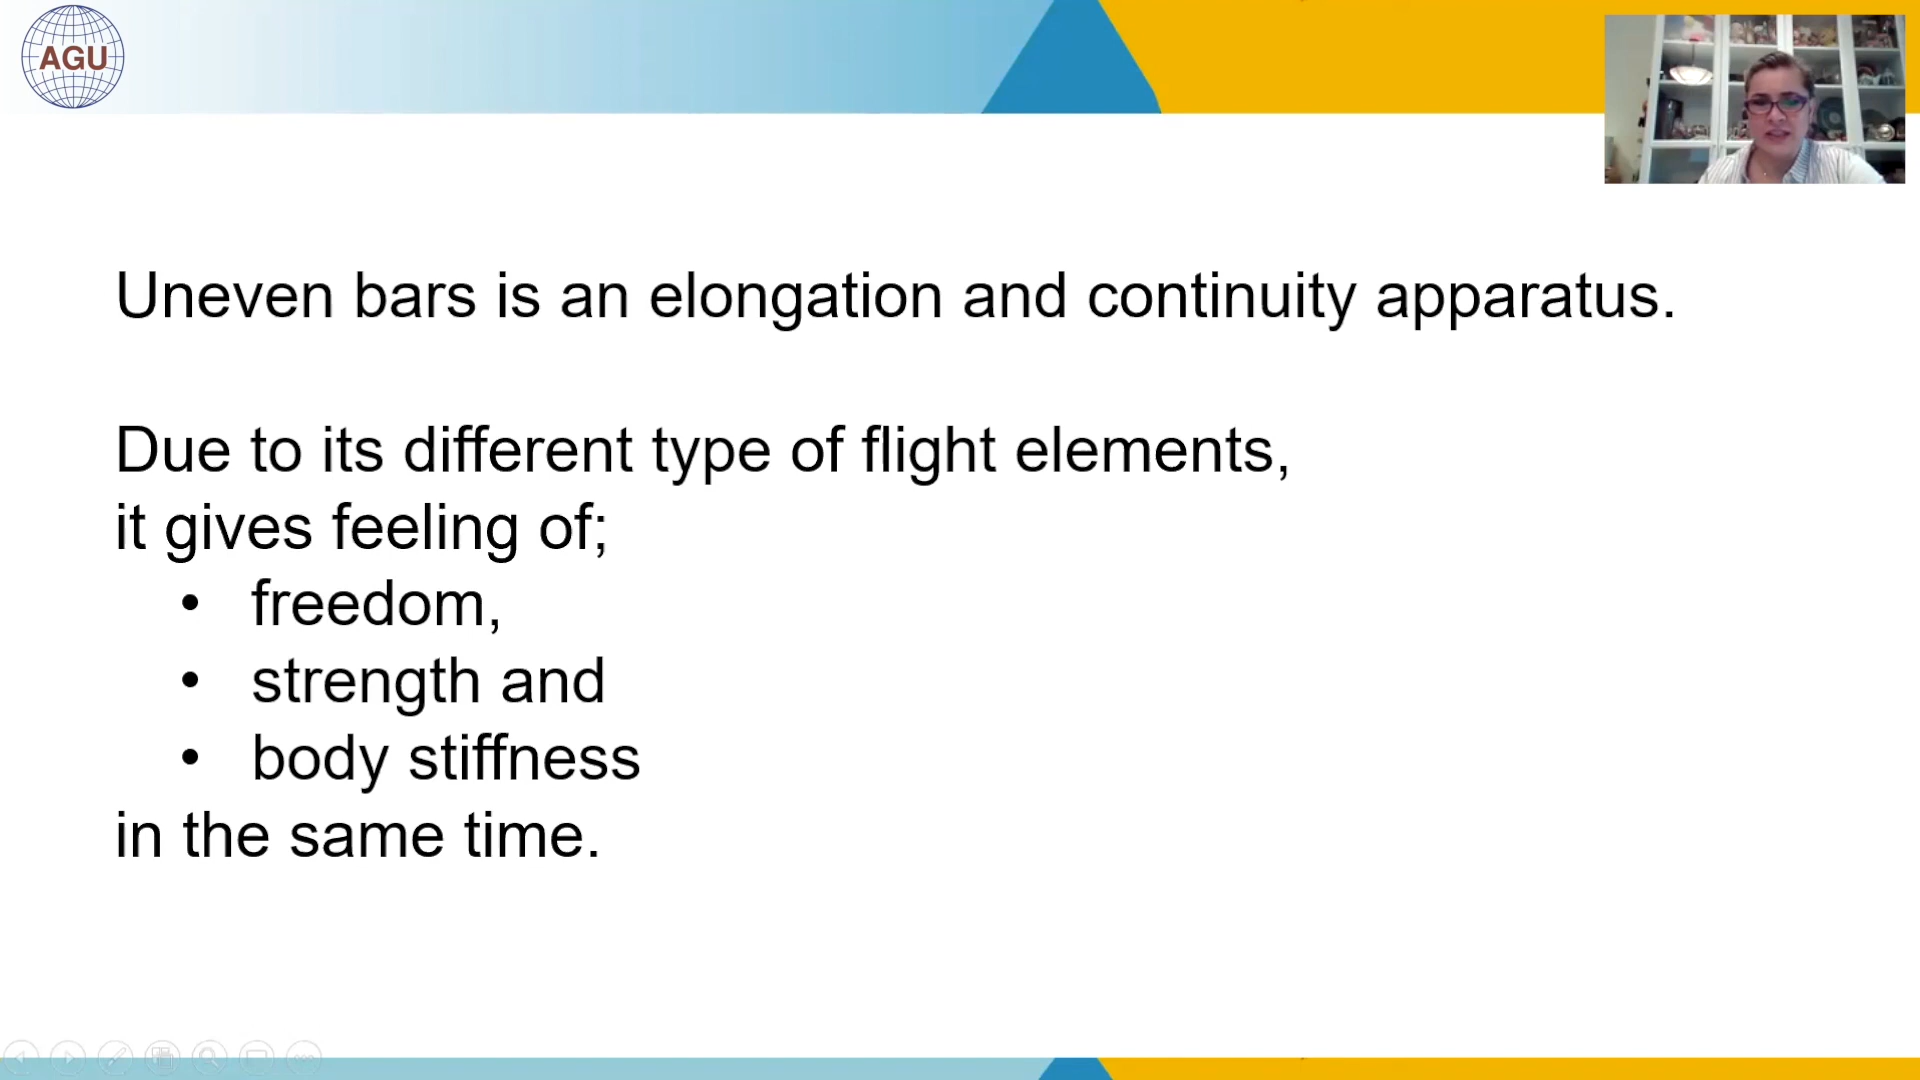 AGU
Uneven bars is an elongation and continuity apparatus.
Due to its different type of flight elements,
it gives feeling of;
• freedom,
• strength and
• body stiffness
in the same time.